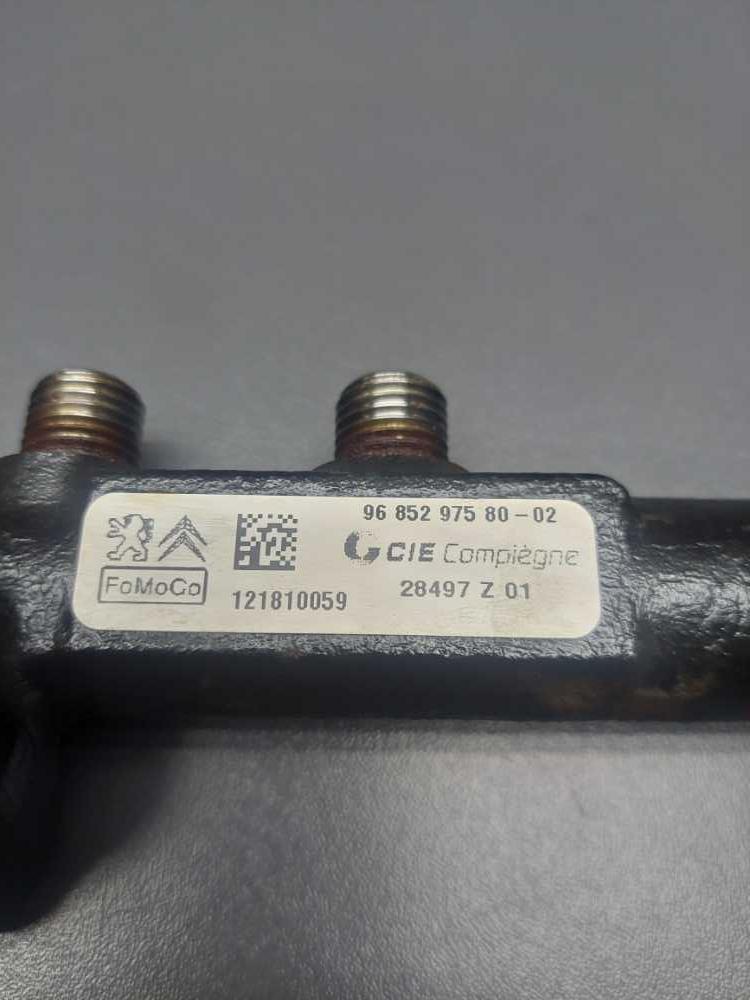 96 852 975 80-02
CIE Compiègne
FoMoCo
121810059
28497 Z 01